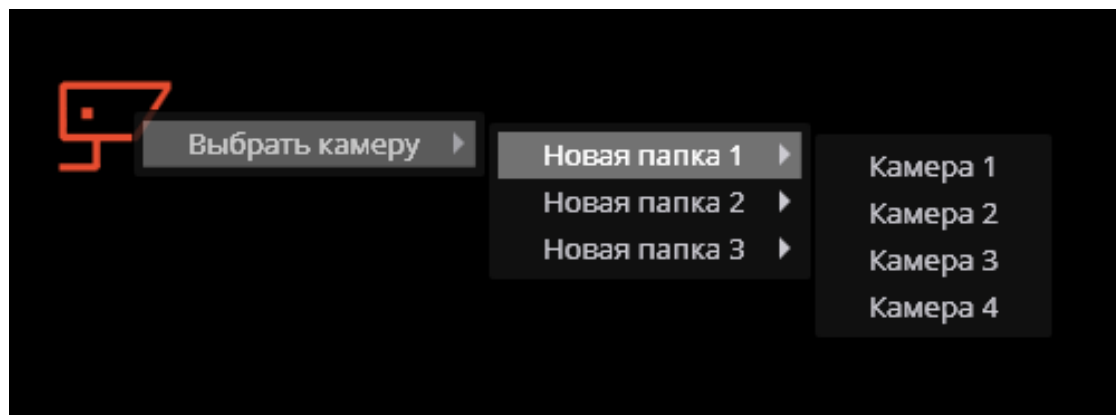 Выбрать камеру
Новая папка 1
Новая папка 2
Новая папка 3
Камера 1
Камера 2
Камера 3
Камера 4